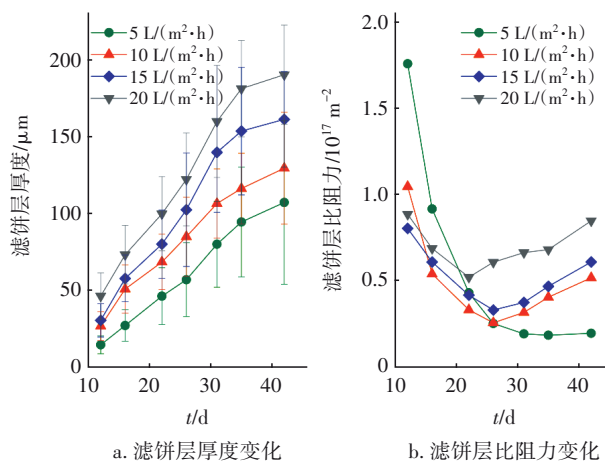 5 L/(m²·h)
10 L/(m²·h)
15 L/(m²·h)
20 L/(m²·h)
200
150
100
50
0
滤饼层厚度/μm
10 20 30 40
t/d
a. 滤饼层厚度变化
5 L/(m²·h)
10 L/(m²·h)
15 L/(m²·h)
20 L/(m²·h)
2.0
1.5
1.0
0.5
0
滤饼层比阻力/10¹⁷ m⁻²
10 20 30 40
t/d
b. 滤饼层比阻力变化